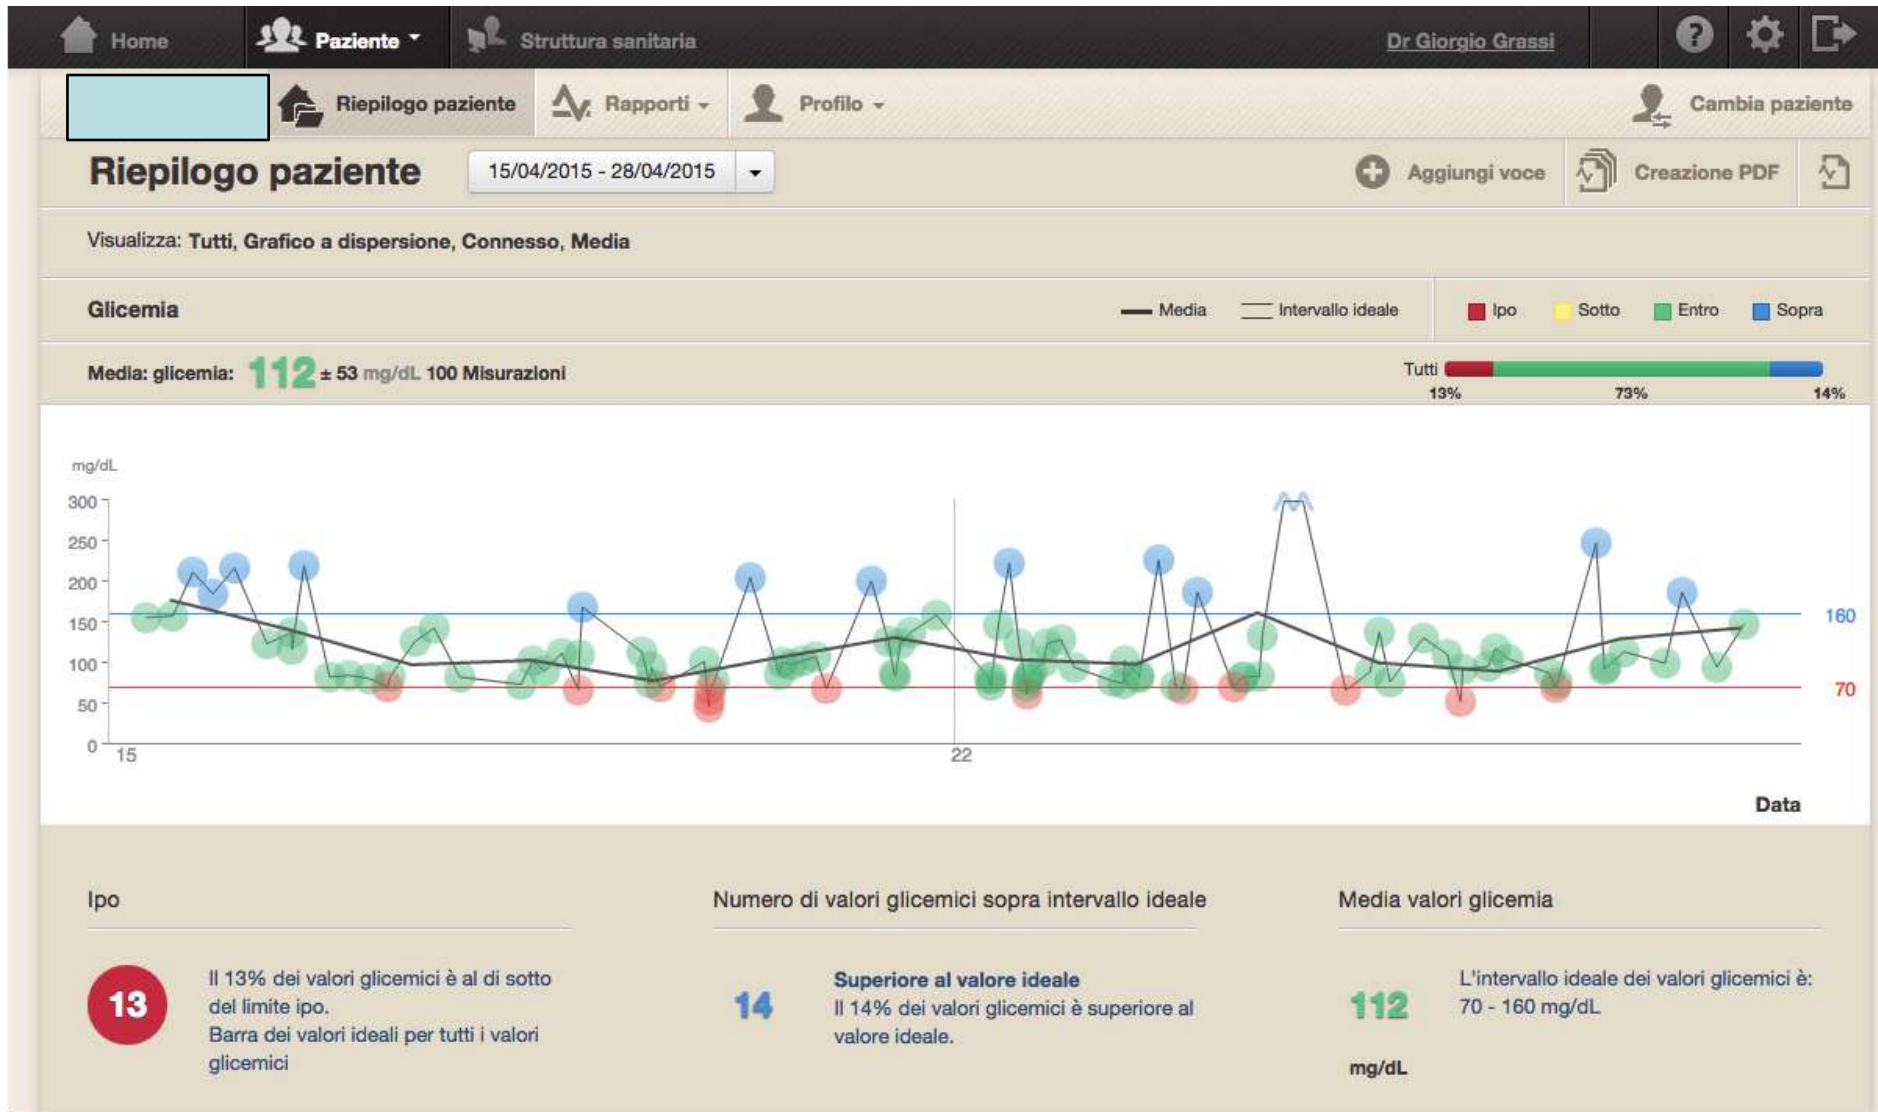 Home
Paziente
Struttura sanitaria
Dr Giorgio Grassi
?
Riepilogo paziente
Rapporti
Profilo
Cambia paziente
Riepilogo paziente
15/04/2015 - 28/04/2015
Aggiungi voce
Creazione PDF
Visualizza: Tutti, Grafico a dispersione, Connesso, Media
Glicemia
Media
Intervallo ideale
Ipo
Sotto
Entro
Sopra
Media: glicemia: 112 ± 53 mg/dL 100 Misurazioni
Tutti
13%
73%
14%
mg/dL
300
250
200
150
100
50
0
160
70
15
22
Data
Ipo
13
Il 13% dei valori glicemici è al di sotto
del limite ipo.
Barra dei valori ideali per tutti i valori
glicemici
Numero di valori glicemici sopra intervallo ideale
14
Superiore al valore ideale
Il 14% dei valori glicemici è superiore al
valore ideale.
Media valori glicemia
112
mg/dL
L'intervallo ideale dei valori glicemici è:
70 - 160 mg/dL